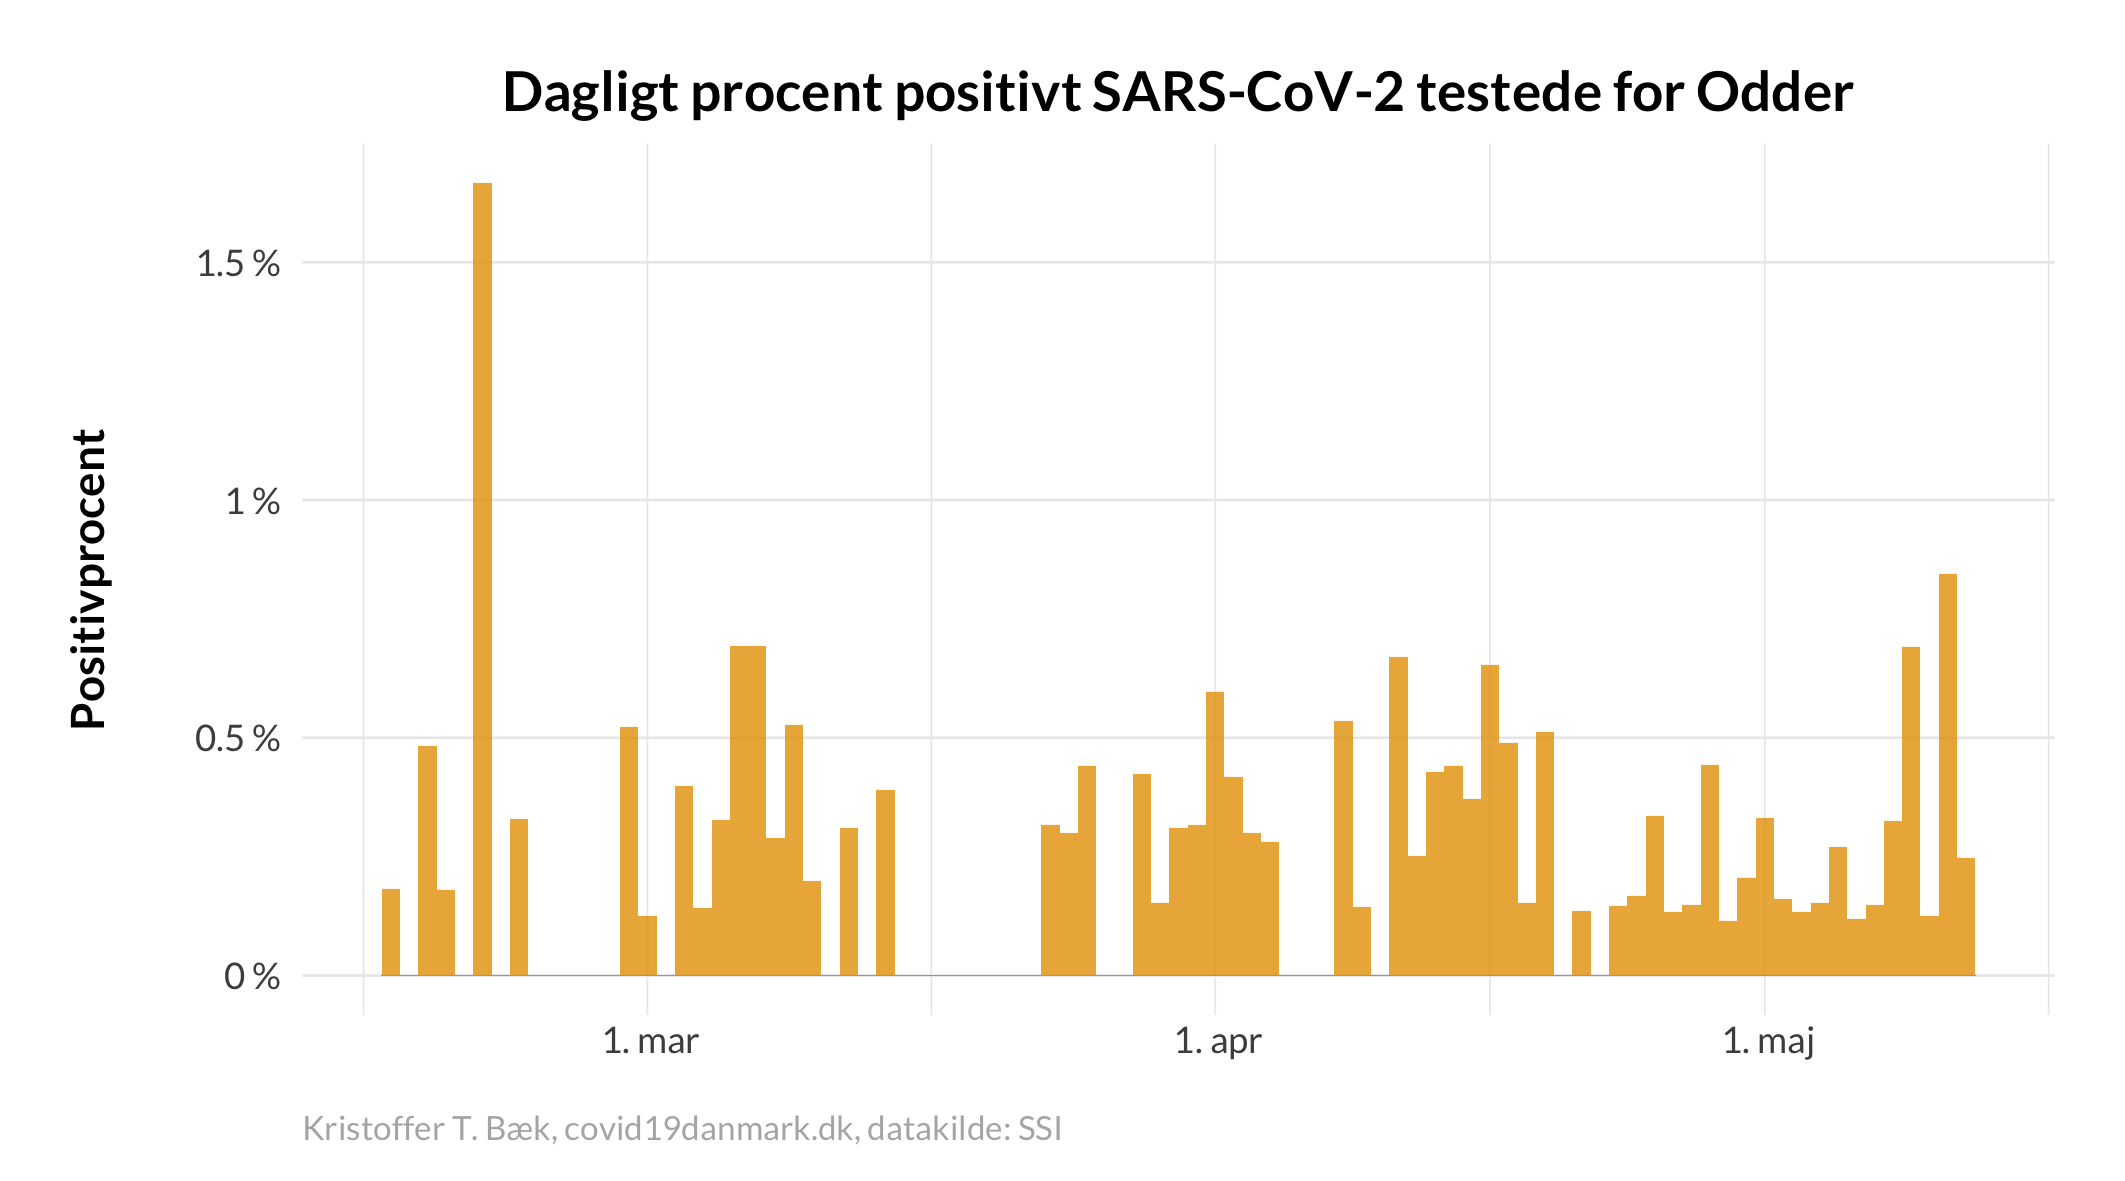 Dagligt procent positivt SARS-CoV-2 testede for Odder
Positivprocent
1.5 %
1 %
0.5 %
0 %
1. mar
1. apr
1. maj
Kristoffer T. Bæk, covid19danmark.dk, datakilde: SSI